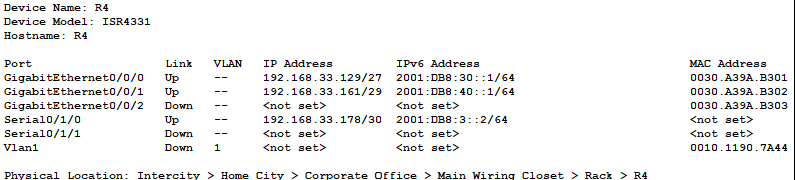 Device Name: R4
Device Model: ISR4331
Hostname: R4
Port Link VLAN IP Address IPv6 Address MAC Address
GigabitEthernet0/0/0 Up -- 192.168.33.129/27 2001:DB8:30::1/64 0030.A39A.B301
GigabitEthernet0/0/1 Up -- 192.168.33.161/29 2001:DB8:40::1/64 0030.A39A.B302
GigabitEthernet0/0/2 Down -- <not set> <not set> 0030.A39A.B303
Serial0/1/0 Up -- 192.168.33.178/30 2001:DB8:3::2/64 <not set>
Serial0/1/1 Down -- <not set> <not set> <not set>
Vlan1 Down 1 <not set> <not set> 0010.1190.7A44
Physical Location: Intercity > Home City > Corporate Office > Main Wiring Closet > Rack > R4